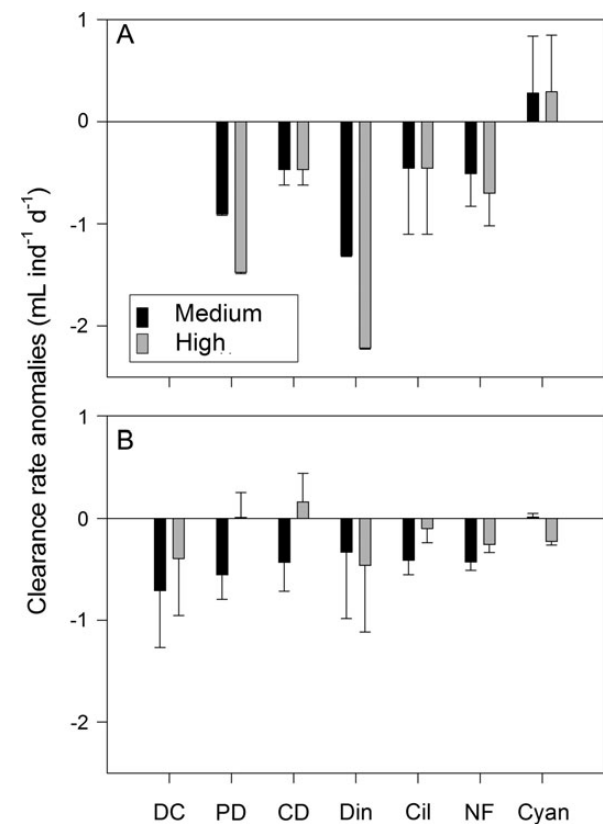 A
1
0
-1
-2
Medium
High
Clearance rate anomalies (mL ind-1 d-1)
B
1
0
-1
-2
DC PD CD Din Cil NF Cyan